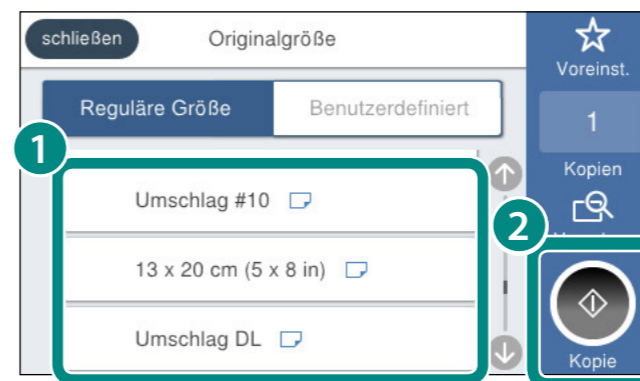 schließen
Originalgröße
Voreinst.
Reguläre Größe
Benutzerdefiniert
1
Kopien
1
Umschlag #10
13 x 20 cm (5 x 8 in)
Umschlag DL
2
Kopie